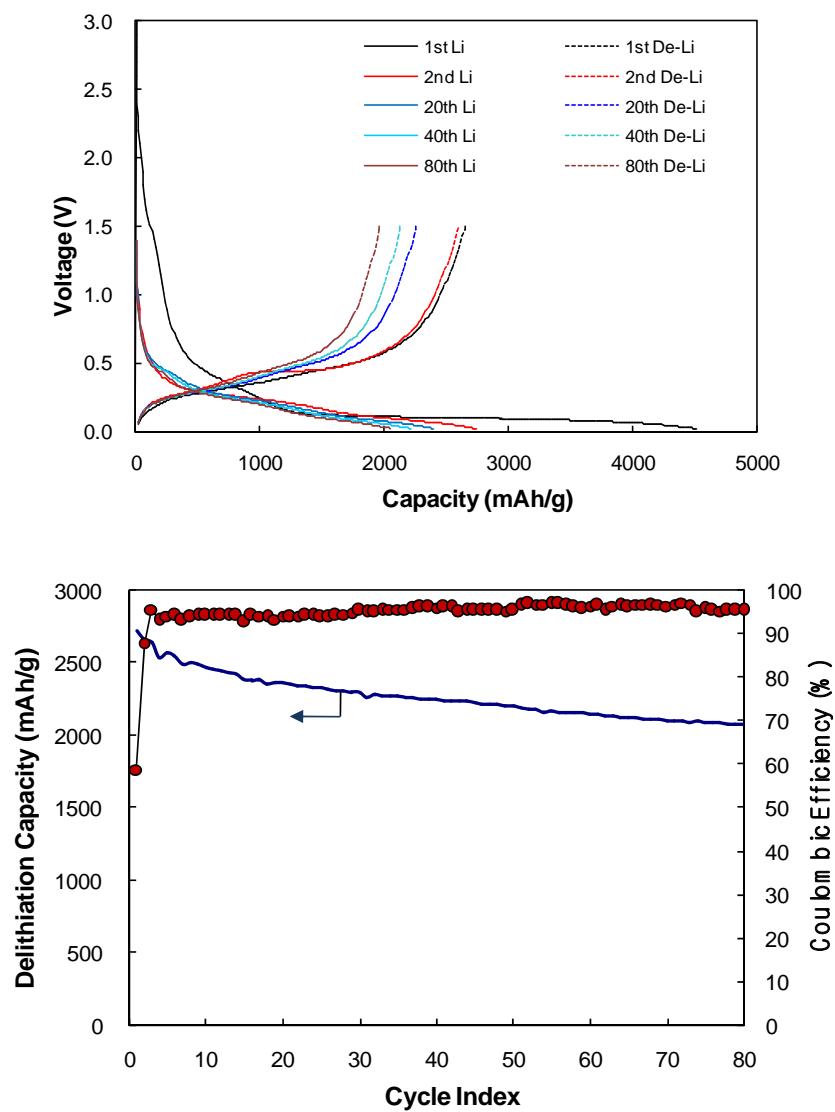 3.0
2.5
2.0
1.5
1.0
0.5
0.0
Voltage (V)
1st Li
1st De-Li
2nd Li
2nd De-Li
20th Li
20th De-Li
40th Li
40th De-Li
80th Li
80th De-Li
0 1000 2000 3000 4000 5000
Capacity (mAh/g)
3000
2500
2000
1500
1000
500
0
Delithiation Capacity (mAh/g)
100
90
80
70
60
50
40
30
20
10
0
Coulombic Efficiency (%)
0 10 20 30 40 50 60 70 80
Cycle Index